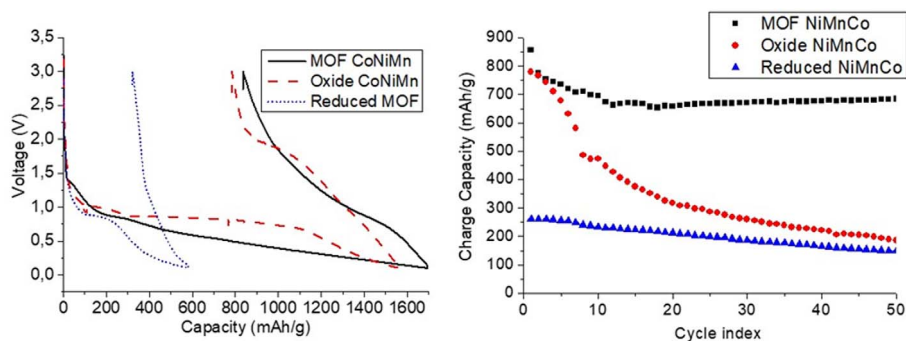 3,5
3,0
2,5
2,0
1,5
1,0
0,5
0,0
Voltage (V)
0 200 400 600 800 1000 1200 1400 1600
Capacity (mAh/g)
MOF CoNiMn
Oxide CoNiMn
Reduced MOF
MOF NiMnCo
Oxide NiMnCo
Reduced NiMnCo
900
800
700
600
500
400
300
200
100
0
Charge Capacity (mAh/g)
0 10 20 30 40 50
Cycle index